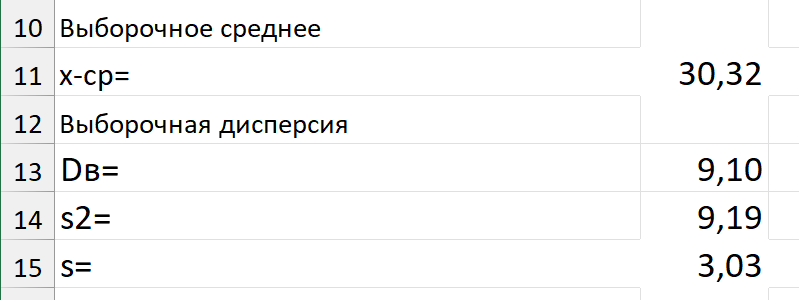 10 Выборочное среднее
11 х-ср= 30,32
12 Выборочная дисперсия
13 Dв= 9,10
14 s2= 9,19
15 s= 3,03